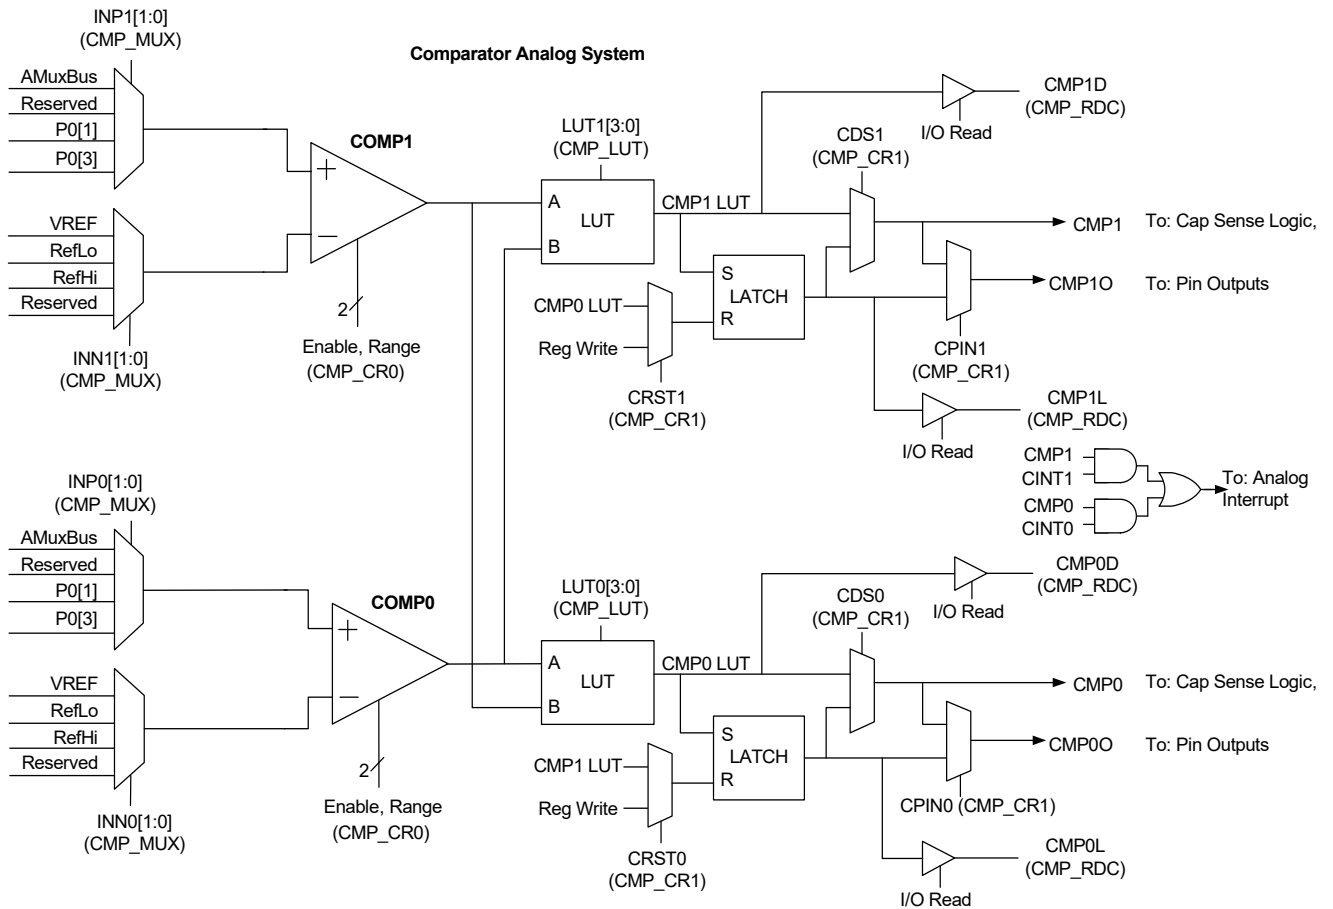 INP1[1:0]
(CMP_MUX)
Comparator Analog System
AMuxBus
Reserved
P0[1]
P0[3]
COMP1
+
−
VREF
RefLo
RefHi
Reserved
INN1[1:0]
(CMP_MUX)
2
Enable, Range
(CMP_CR0)
LUT1[3:0]
(CMP_LUT)
A
LUT
B
CMP1 LUT
CDS1
(CMP_CR1)
I/O Read
CMP1D
(CMP_RDC)
CMP1
To: Cap Sense Logic,
S
LATCH
R
CMP0 LUT
Reg Write
CRST1
(CMP_CR1)
CMP1O
To: Pin Outputs
CPIN1
(CMP_CR1)
CMP1L
(CMP_RDC)
I/O Read
CMP1
CINT1
CMP0
CINT0
To: Analog
Interrupt
INP0[1:0]
(CMP_MUX)
AMuxBus
Reserved
P0[1]
P0[3]
COMP0
+
−
VREF
RefLo
RefHi
Reserved
INN0[1:0]
(CMP_MUX)
2
Enable, Range
(CMP_CR0)
LUT0[3:0]
(CMP_LUT)
A
LUT
B
CMP0 LUT
CDS0
(CMP_CR1)
I/O Read
CMP0D
(CMP_RDC)
CMP0
To: Cap Sense Logic,
S
LATCH
R
CMP1 LUT
Reg Write
CRST0
(CMP_CR1)
CMP0O
To: Pin Outputs
CPIN0 (CMP_CR1)
CMP0L
(CMP_RDC)
I/O Read